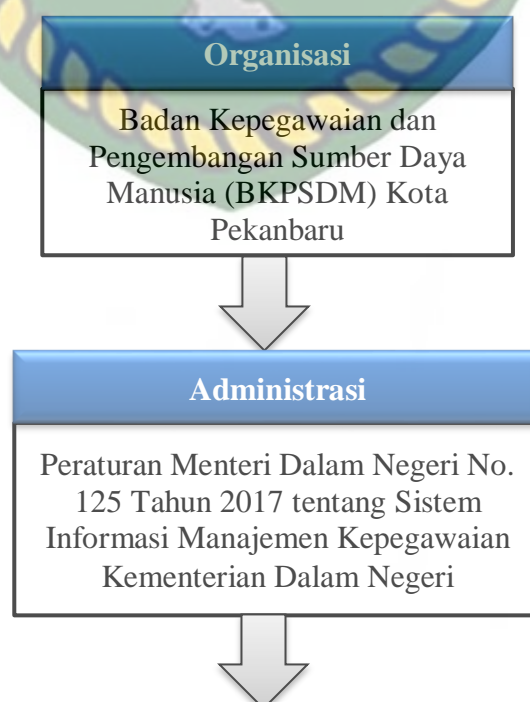 Organisasi
Badan Kepegawaian dan
Pengembangan Sumber Daya
Manusia (BKPSDM) Kota
Pekanbaru
Administrasi
Peraturan Menteri Dalam Negeri No.
125 Tahun 2017 tentang Sistem
Informasi Manajemen Kepegawaian
Kementerian Dalam Negeri